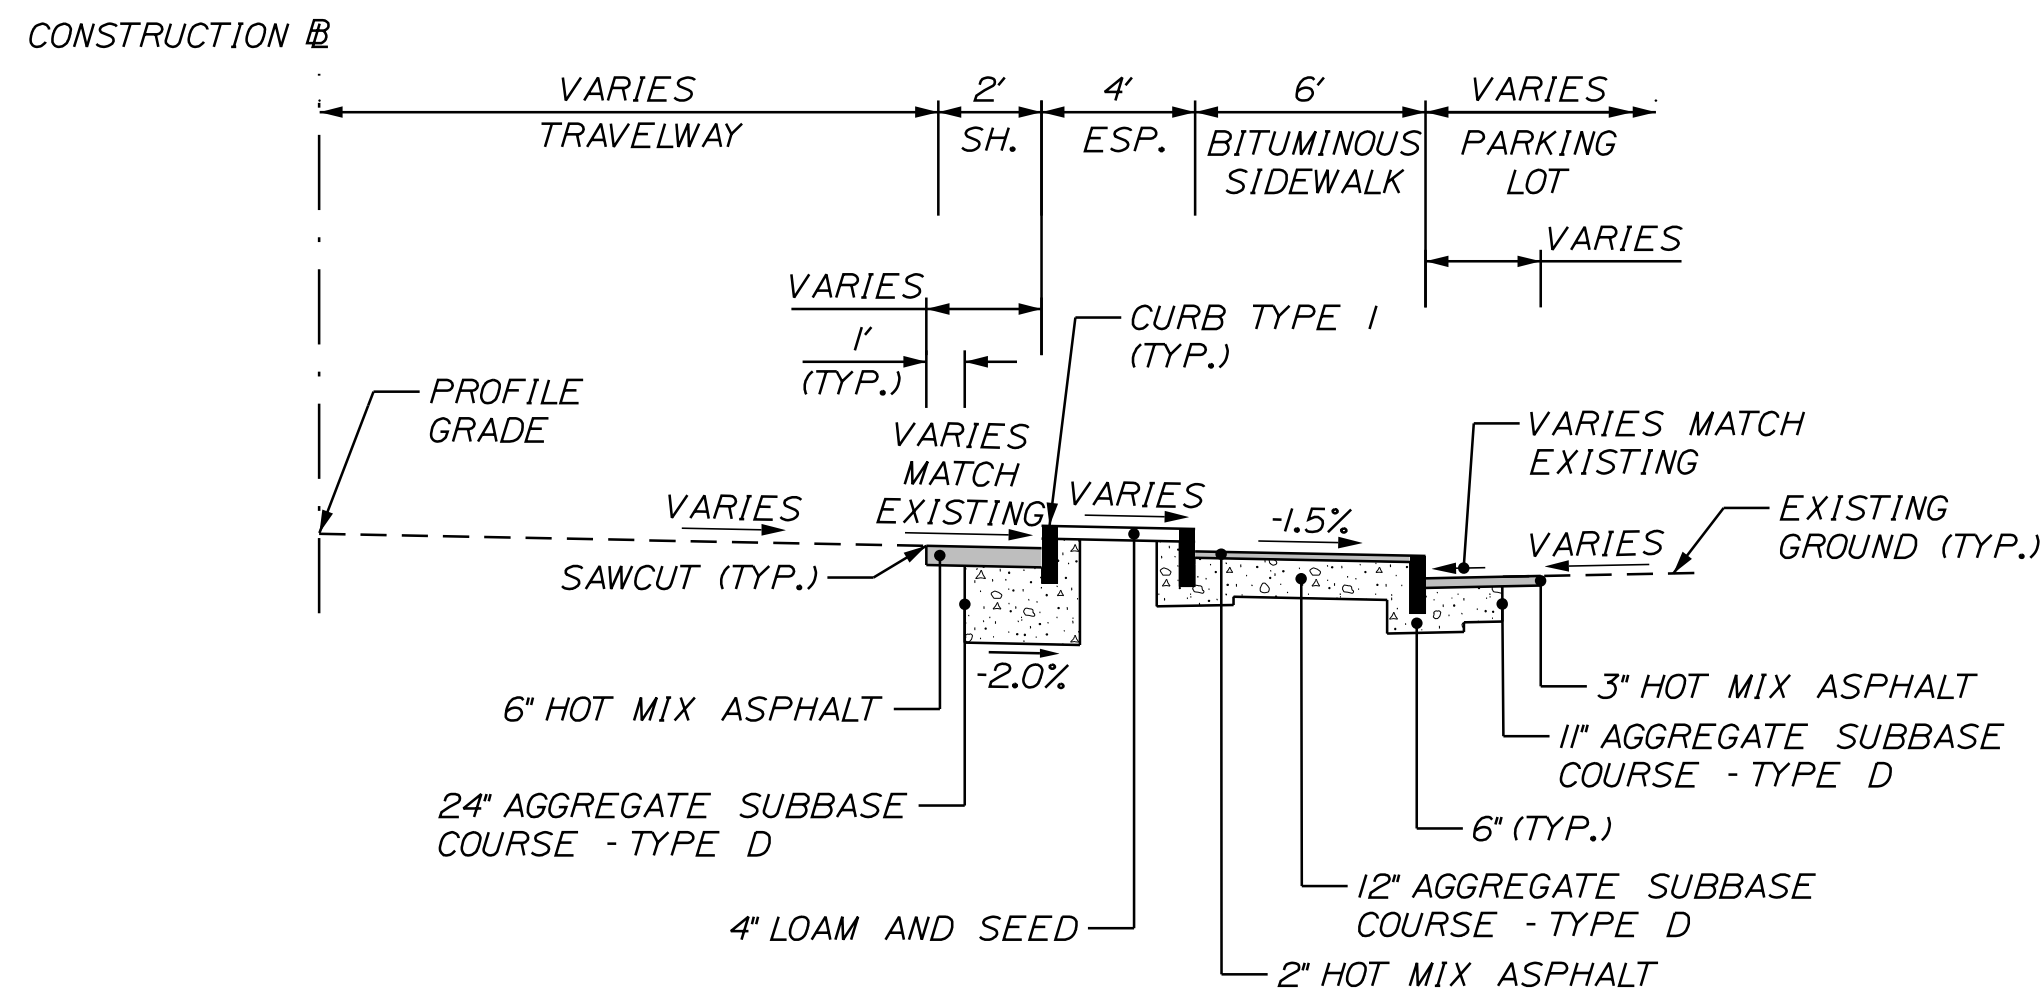 CONSTRUCTION BL
VARIES
TRAVELWAY
2'
SH.
4'
ESP.
6'
BITUMINOUS
SIDEWALK
VARIES
PARKING
LOT
VARIES
VARIES
1'
(TYP.)
CURB TYPE 1
(TYP.)
PROFILE
GRADE
VARIES
MATCH
EXISTING
VARIES MATCH
EXISTING
VARIES
VARIES
-1.5%
EXISTING
GROUND (TYP.)
VARIES
SAWCUT (TYP.)
-2.0%
6" HOT MIX ASPHALT
3" HOT MIX ASPHALT
11" AGGREGATE SUBBASE
COURSE - TYPE D
24" AGGREGATE SUBBASE
COURSE - TYPE D
6" (TYP.)
12" AGGREGATE SUBBASE
COURSE - TYPE D
4" LOAM AND SEED
2" HOT MIX ASPHALT